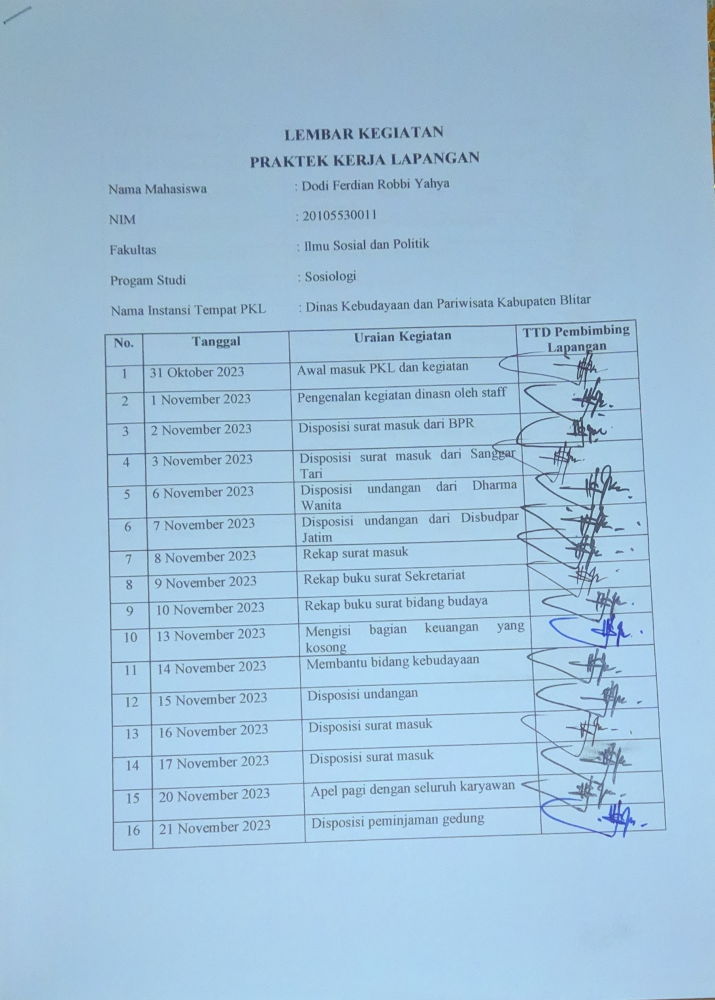 LEMBAR KEGIATAN
PRAKTEK KERJA LAPANGAN
Nama Mahasiswa : Dodi Ferdian Robbi Yahya
NIM : 20105530011
Fakultas : Ilmu Sosial dan Politik
Progam Studi : Sosiologi
Nama Instansi Tempat PKL : Dinas Kebudayaan dan Pariwisata Kabupaten Blitar
No. Tanggal Uraian Kegiatan TTD Pembimbing
Lapangan
1 31 Oktober 2023 Awal masuk PKL dan kegiatan
2 1 November 2023 Pengenalan kegiatan dinasn oleh staff
3 2 November 2023 Disposisi surat masuk dari BPR
4 3 November 2023 Disposisi surat masuk dari Sanggar
Tari
5 6 November 2023 Disposisi undangan dari Dharma
Wanita
6 7 November 2023 Disposisi undangan dari Disbudpar
Jatim
7 8 November 2023 Rekap surat masuk
8 9 November 2023 Rekap buku surat Sekretariat
9 10 November 2023 Rekap buku surat bidang budaya
10 13 November 2023 Mengisi bagian keuangan yang
kosong
11 14 November 2023 Membantu bidang kebudayaan
12 15 November 2023 Disposisi undangan
13 16 November 2023 Disposisi surat masuk
14 17 November 2023 Disposisi surat masuk
15 20 November 2023 Apel pagi dengan seluruh karyawan
16 21 November 2023 Disposisi peminjaman gedung